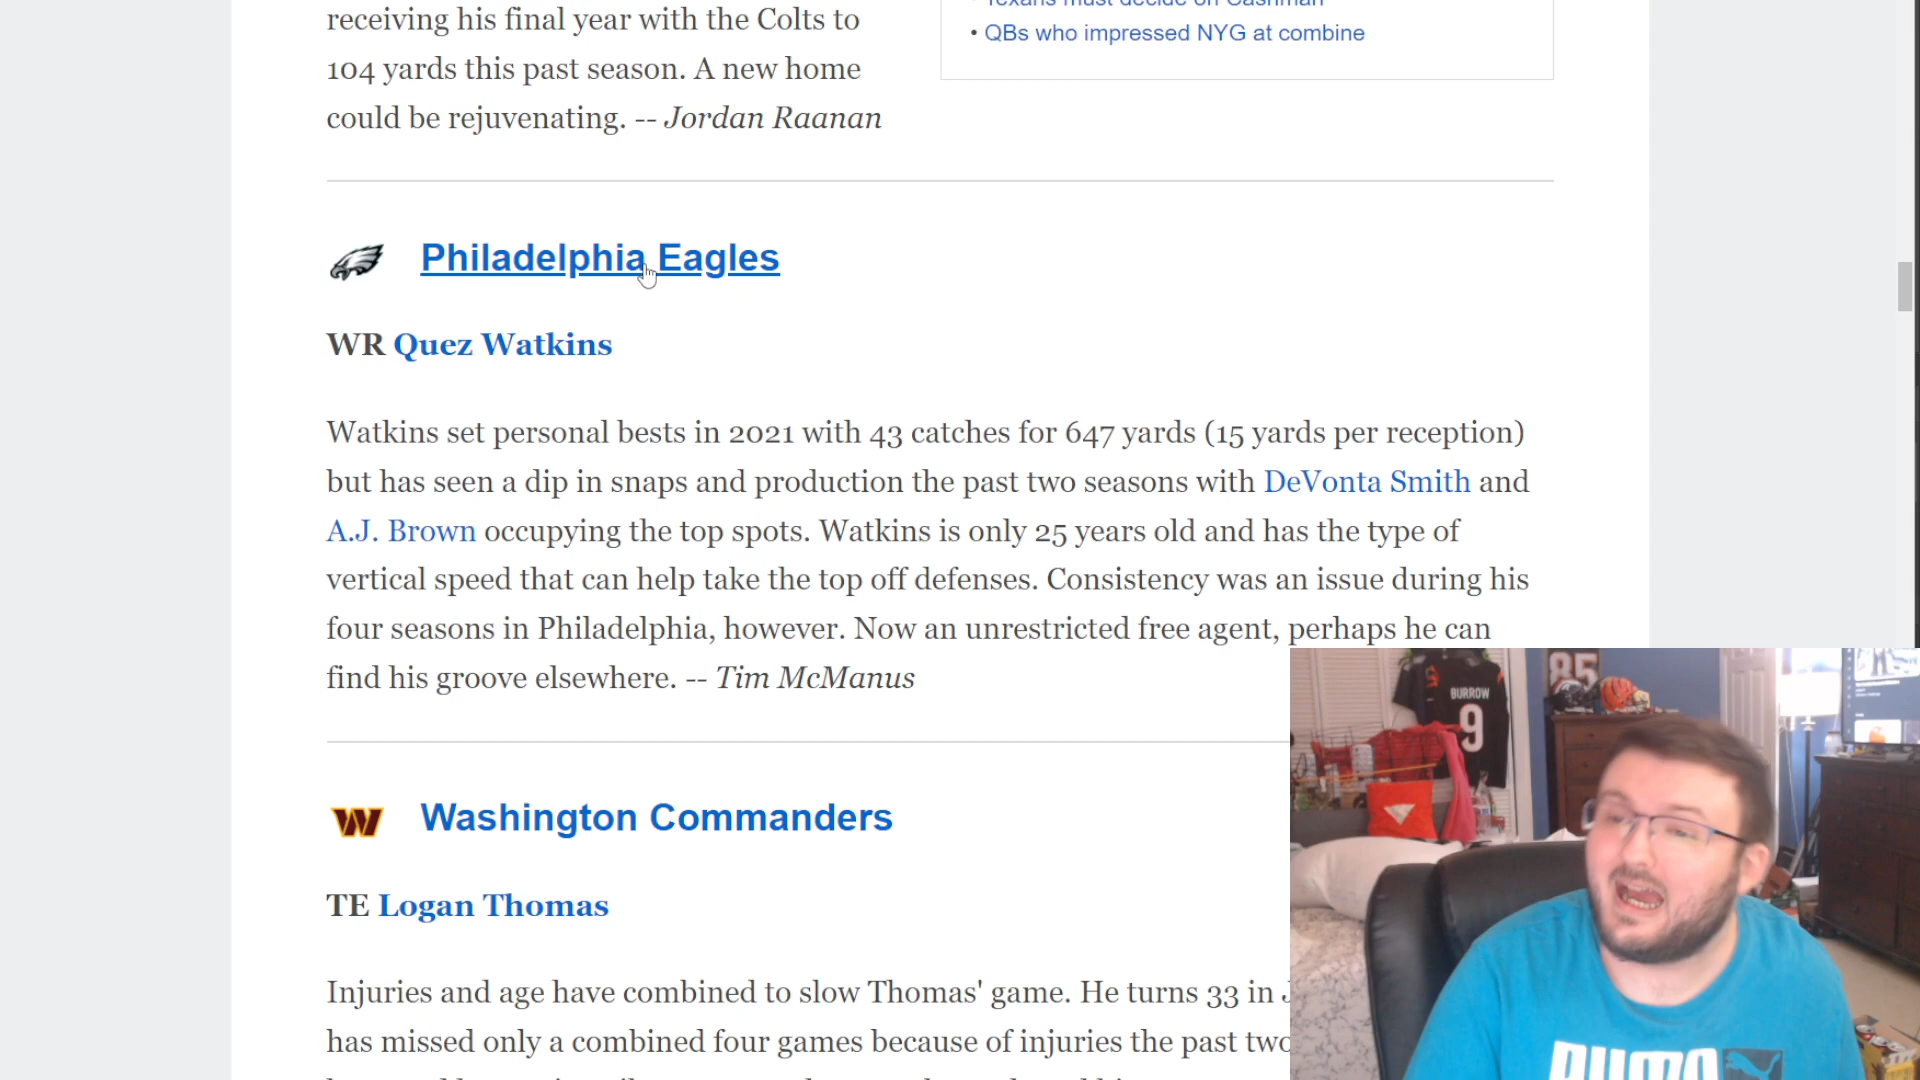 receiving his final year with the Colts to
• QBs who impressed NYG at combine
104 yards this past season. A new home
could be rejuvenating. -- Jordan Raanan
Philadelphia Eagles
WR Quez Watkins
Watkins set personal bests in 2021 with 43 catches for 647 yards (15 yards per reception)
but has seen a dip in snaps and production the past two seasons with DeVonta Smith and
A.J. Brown occupying the top spots. Watkins is only 25 years old and has the type of
vertical speed that can help take the top off defenses. Consistency was an issue during his
four seasons in Philadelphia, however. Now an unrestricted free agent, perhaps he can
find his groove elsewhere. -- Tim McManus
W Washington Commanders
TE Logan Thomas
Injuries and age have combined to slow Thomas' game. He turns 33 in
has missed only a combined four games because of injuries the past two
85
BURROW
9
PUMA